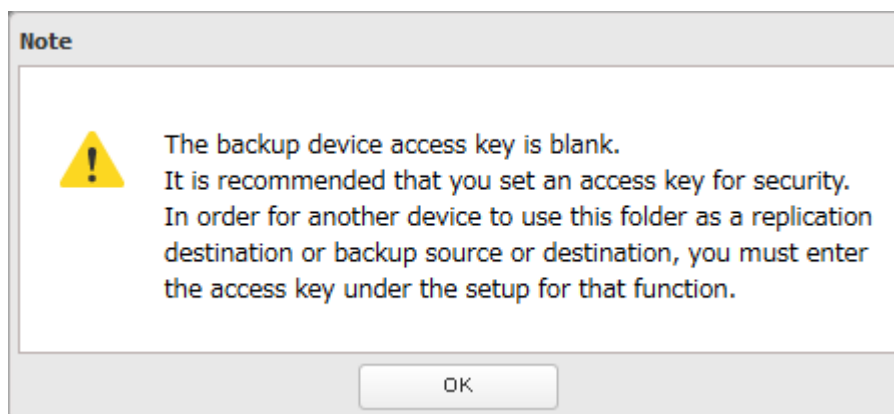 Note
The backup device access key is blank.
It is recommended that you set an access key for security.
In order for another device to use this folder as a replication
destination or backup source or destination, you must enter
the access key under the setup for that function.
OK